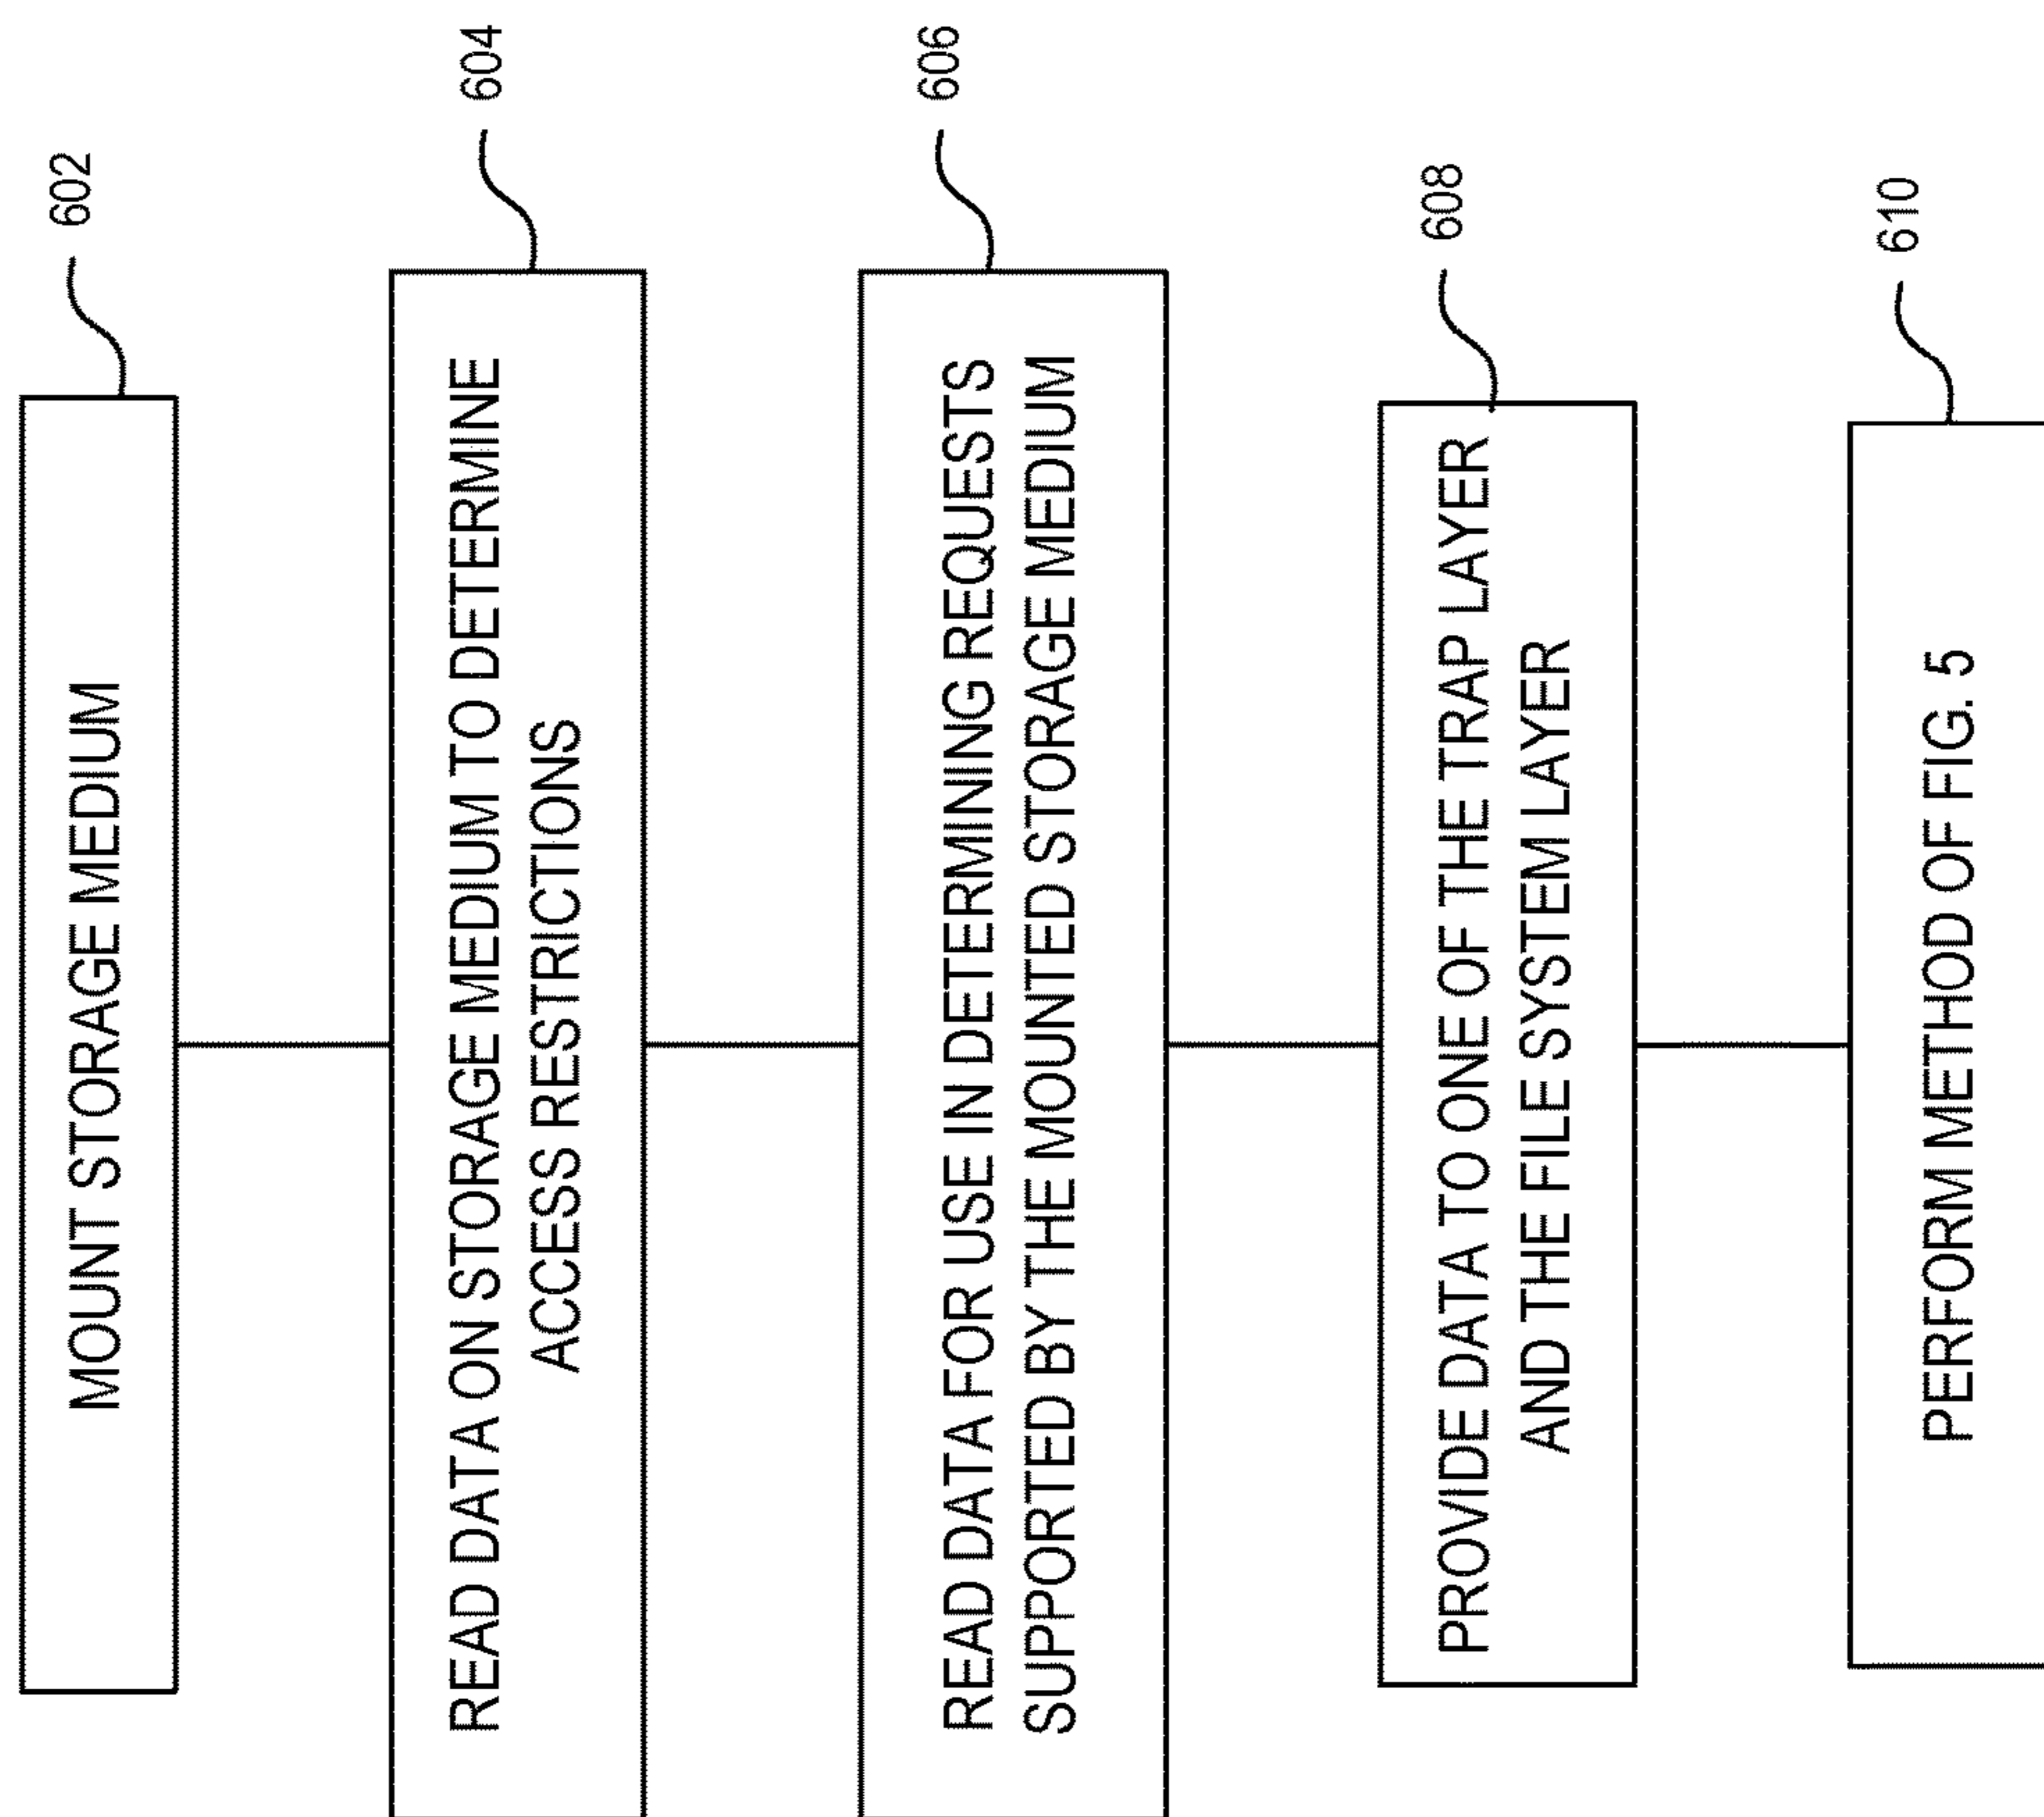 602
MOUNT STORAGE MEDIUM
604
READ DATA ON STORAGE MEDIUM TO DETERMINE
ACCESS RESTRICTIONS
606
READ DATA FOR USE IN DETERMINING REQUESTS
SUPPORTED BY THE MOUNTED STORAGE MEDIUM
608
PROVIDE DATA TO ONE OF THE TRAP LAYER
AND THE FILE SYSTEM LAYER
610
PERFORM METHOD OF FIG. 5